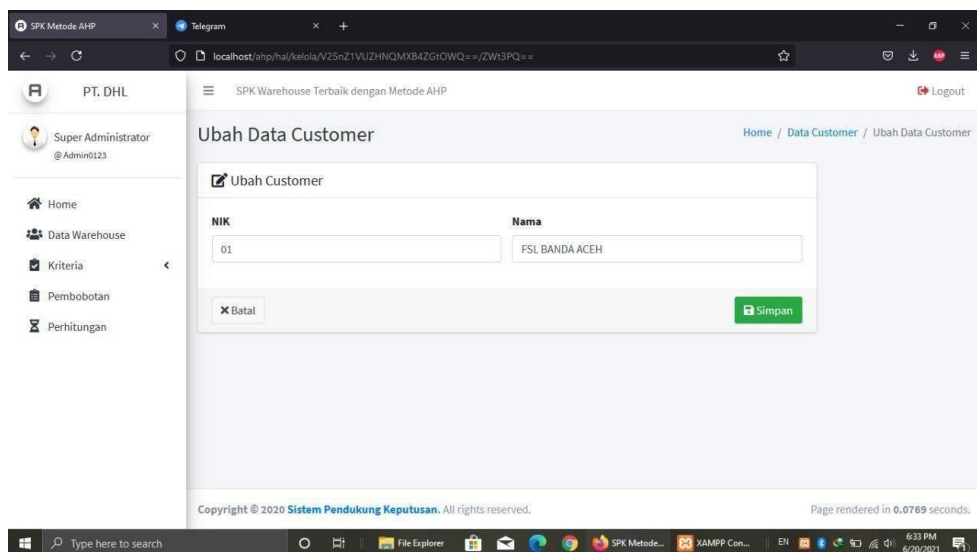 SPK Metode AHP
Telegram
localhost/ahp/hal/kelola/V25nZ1VUZHNQMXB4ZGtOWQ==/ZWt3PQ==
ABP
PT. DHL
SPK Warehouse Terbaik dengan Metode AHP
Logout
Super Administrator
@Admin0123
Ubah Data Customer
Home / Data Customer / Ubah Data Customer
Ubah Customer
Home
Data Warehouse
Kriteria
Pembobotan
Perhitungan
NIK
Nama
01
FSL BANDA ACEH
Batal
Simpan
Copyright © 2020 Sistem Pendukung Keputusan. All rights reserved.
Page rendered in 0.0769 seconds.
Type here to search
File Explorer
SPK Metode...
XAMPP Con...
EN
6:33 PM
6/20/2021